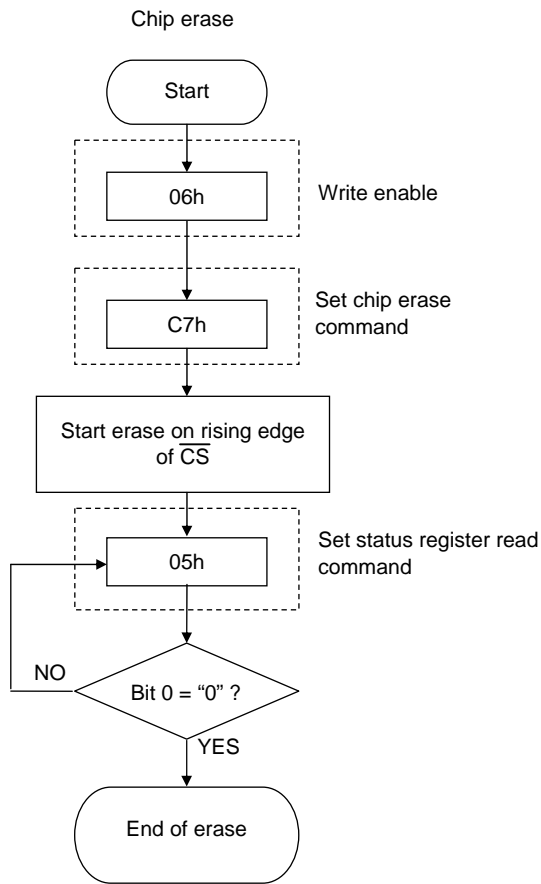 Chip erase
Start
06h
Write enable
C7h
Set chip erase
command
Start erase on rising edge
of C̅S̅
05h
Set status register read
command
NO
Bit 0 = “0” ?
YES
End of erase